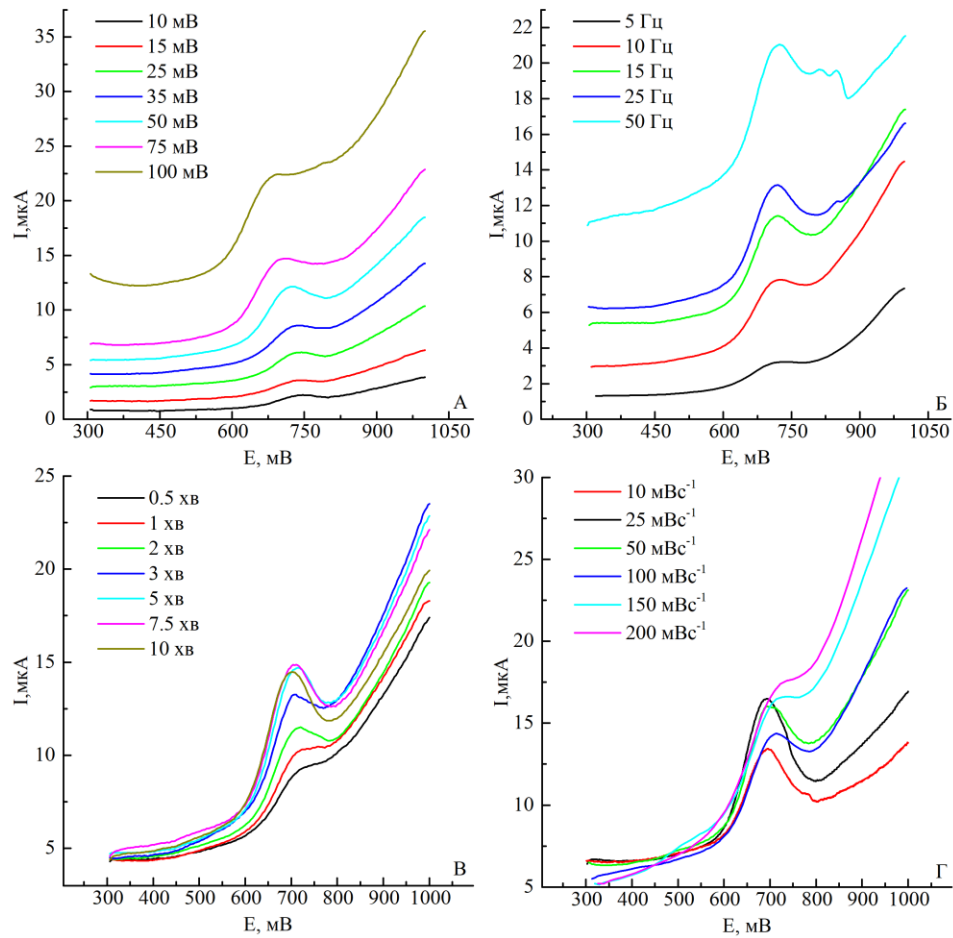 10 мВ
15 мВ
25 мВ
35 мВ
50 мВ
75 мВ
100 мВ
35
30
25
20
15
10
5
0
I,мкА
300 450 600 750 900 1050
E, мВ
А
5 Гц
10 Гц
15 Гц
25 Гц
50 Гц
22
20
18
16
14
12
10
8
6
4
2
0
I,мкА
300 450 600 750 900 1050
E, мВ
Б
0.5 хв
1 хв
2 хв
3 хв
5 хв
7.5 хв
10 хв
25
20
15
10
5
I,мкА
300 400 500 600 700 800 900 1000
E, мВ
В
10 мВс⁻¹
25 мВс⁻¹
50 мВс⁻¹
100 мВс⁻¹
150 мВс⁻¹
200 мВс⁻¹
30
25
20
15
10
5
I,мкА
300 400 500 600 700 800 900 1000
E, мВ
Г